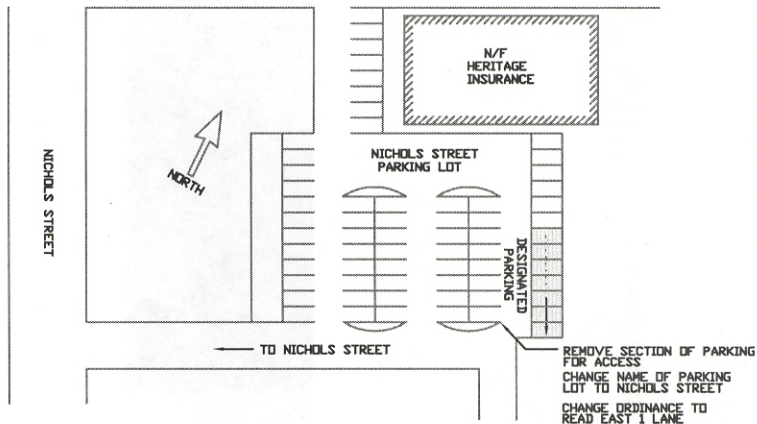 N/F
HERITAGE
INSURANCE
NICHOLS STREET
PARKING LOT
NORTH
NICHOLS STREET
DESIGNATED
PARKING
TO NICHOLS STREET
REMOVE SECTION OF PARKING
FOR ACCESS
CHANGE NAME OF PARKING
LOT TO NICHOLS STREET
CHANGE ORDINANCE TO
READ EAST 1 LANE